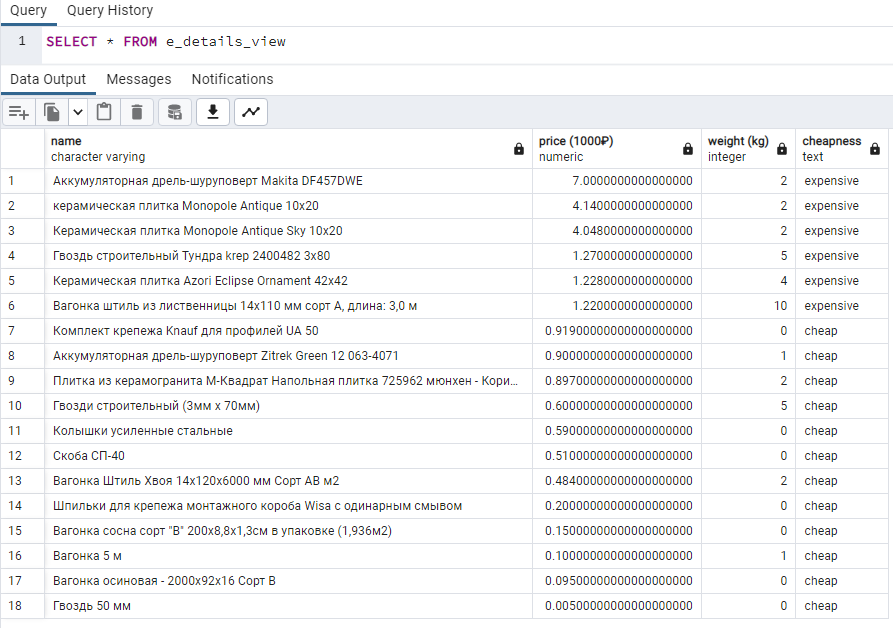 Query Query History
1 SELECT * FROM e_details_view
Data Output Messages Notifications
name price (1000₽) weight (kg) cheapness
character varying numeric integer text
1 Аккумуляторная дрель-шуруповерт Makita DF457DWE 7.0000000000000000 2 expensive
2 керамическая плитка Monopole Antique 10x20 4.1400000000000000 2 expensive
3 Керамическая плитка Monopole Antique Sky 10x20 4.0480000000000000 2 expensive
4 Гвоздь строительный Тундра krep 2400482 3x80 1.2700000000000000 5 expensive
5 Керамическая плитка Azori Eclipse Ornament 42x42 1.2280000000000000 4 expensive
6 Вагонка штиль из лиственницы 14х110 мм сорт А, длина: 3,0 м 1.2200000000000000 10 expensive
7 Комплект крепежа Knauf для профилей UA 50 0.91900000000000000000 0 cheap
8 Аккумуляторная дрель-шуруповерт Zitrek Green 12 063-4071 0.90000000000000000000 1 cheap
9 Плитка из керамогранита М-Квадрат Напольная плитка 725962 мюнхен - Кори... 0.89700000000000000000 2 cheap
10 Гвозди строительный (3мм х 70мм) 0.60000000000000000000 5 cheap
11 Колышки усиленные стальные 0.59000000000000000000 0 cheap
12 Скоба СП-40 0.51000000000000000000 0 cheap
13 Вагонка Штиль Хвоя 14х120х6000 мм Сорт АВ м2 0.48400000000000000000 2 cheap
14 Шпильки для крепежа монтажного короба Wisa с одинарным смывом 0.20000000000000000000 0 cheap
15 Вагонка сосна сорт "В" 200х8,8х1,3см в упаковке (1,936м2) 0.15000000000000000000 0 cheap
16 Вагонка 5 м 0.10000000000000000000 1 cheap
17 Вагонка осиновая - 2000х92х16 Сорт В 0.09500000000000000000 0 cheap
18 Гвоздь 50 мм 0.00500000000000000000 0 cheap